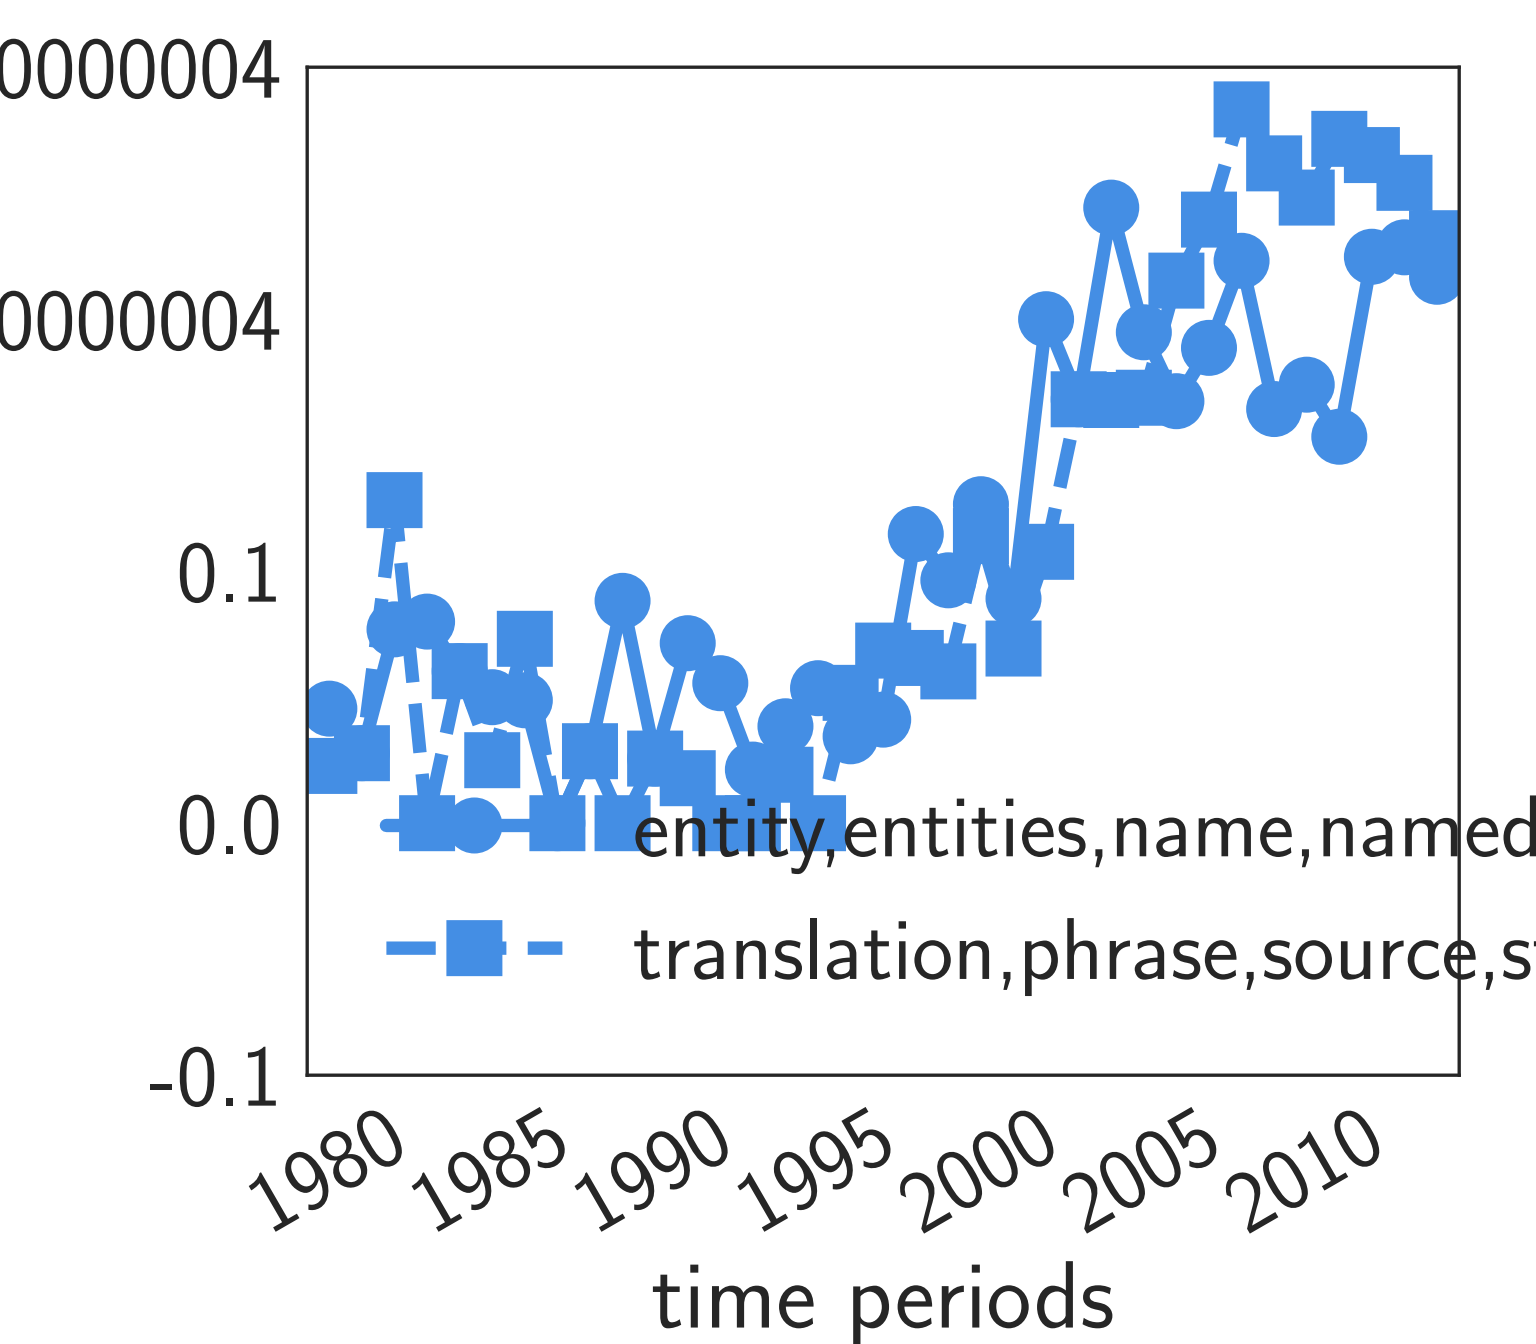 0000004
0000004
0.1
0.0
-0.1
entity,entities,name,named
translation,phrase,source,s
1980 1985 1990 1995 2000 2005 2010
time periods